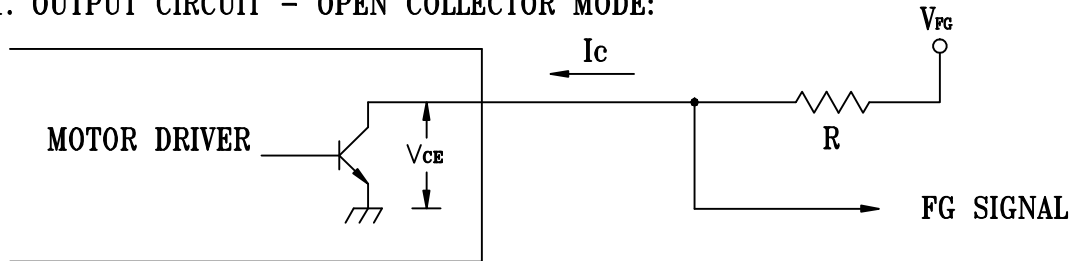 . OUTPUT CIRCUIT - OPEN COLLECTOR MODE:
VFG
Ic
MOTOR DRIVER
VCE
R
FG SIGNAL